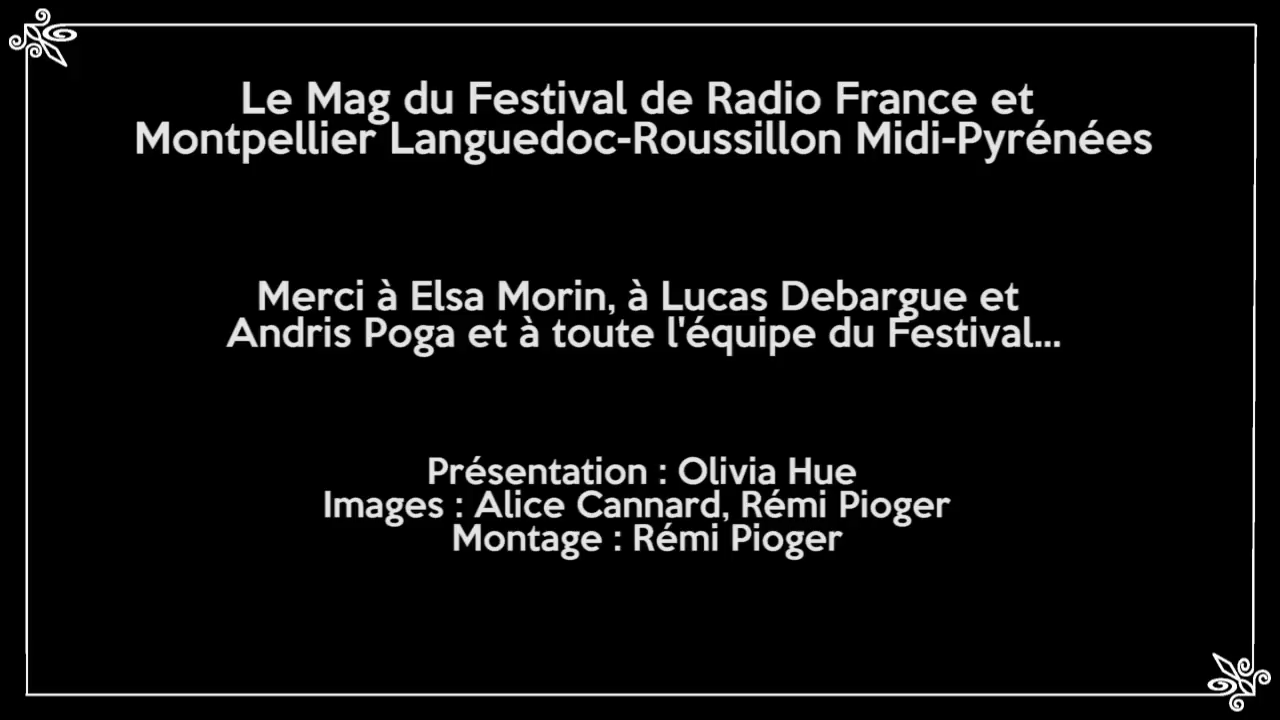 Le Mag du Festival de Radio France et
Montpellier Languedoc-Roussillon Midi-Pyrénées
Merci à Elsa Morin, à Lucas Debargue et
Andris Poga et à toute l'équipe du Festival...
Présentation : Olivia Hue
Images : Alice Cannard, Rémi Pioger
Montage : Rémi Pioger